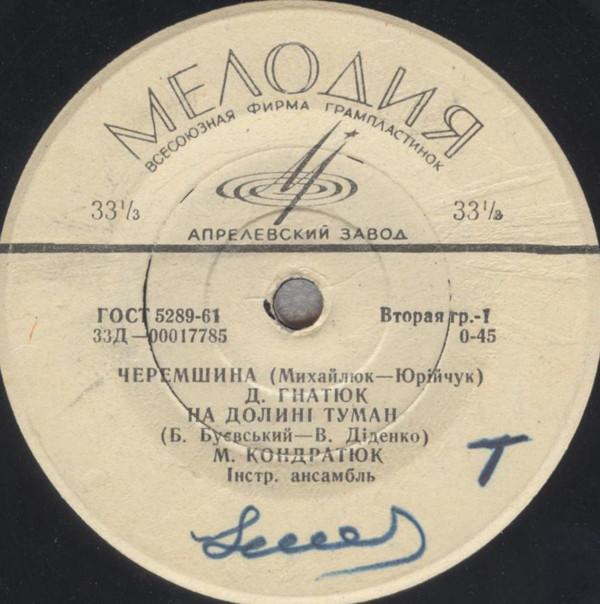 МЕЛОДИЯ
ВСЕСОЮЗНАЯ ФИРМА ГРАМПЛАСТИНОК
33⅓ 33⅓
АПРЕЛЕВСКИЙ ЗАВОД
ГОСТ 5289-61 Вторая гр.-1
33Д—00017785 0-45
ЧЕРЕМШИНА (Михайлюк—Юрійчук)
Д. ГНАТЮК
НА ДОЛИНІ ТУМАН
(Б. Буєвський—В. Діденко)
М. КОНДРАТЮК
Інстр. ансамбль
Т